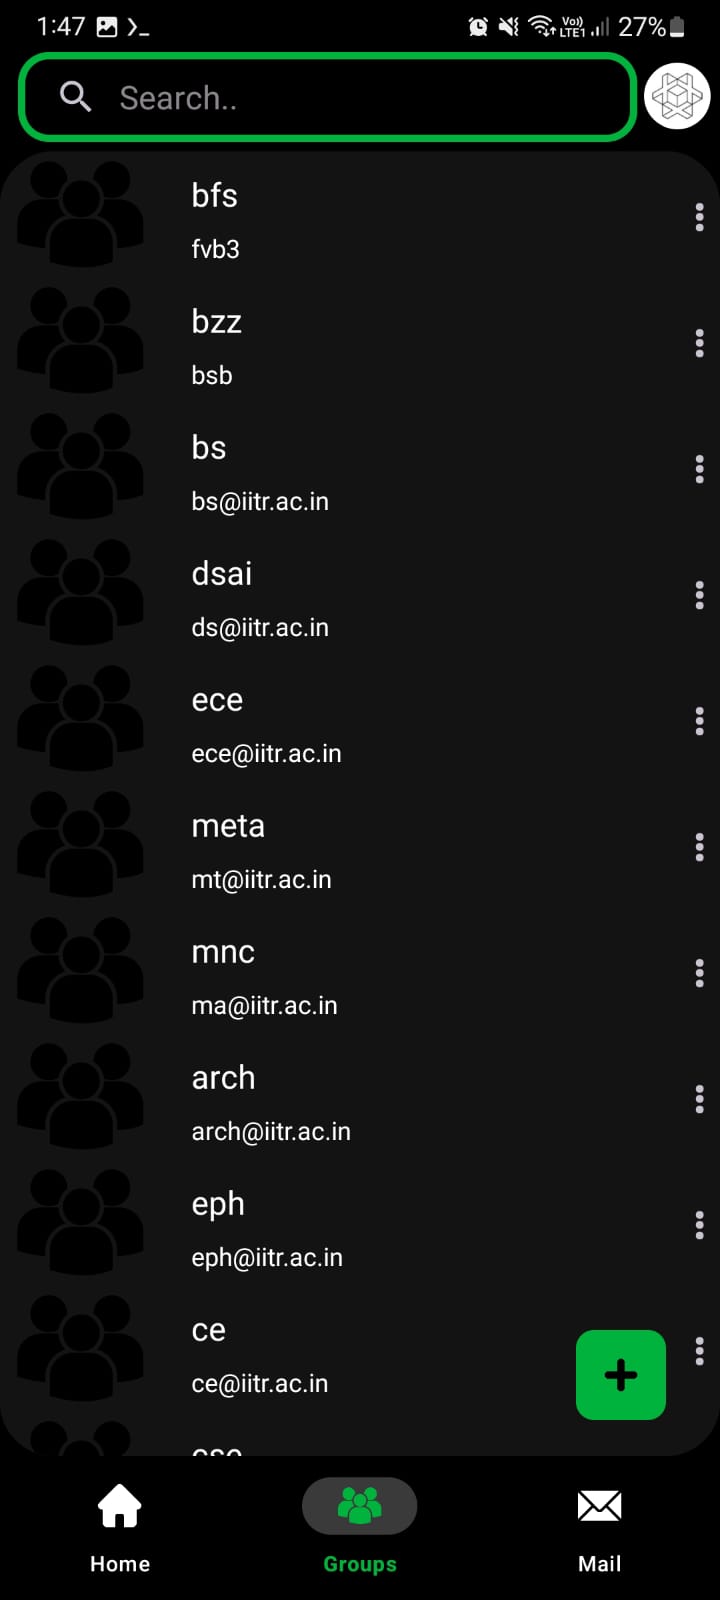 1:47
Vo)) LTE1 27%
Search..
bfs
fvb3
bzz
bsb
bs
bs@iitr.ac.in
dsai
ds@iitr.ac.in
ece
ece@iitr.ac.in
meta
mt@iitr.ac.in
mnc
ma@iitr.ac.in
arch
arch@iitr.ac.in
eph
eph@iitr.ac.in
ce
ce@iitr.ac.in
Home
Groups
Mail